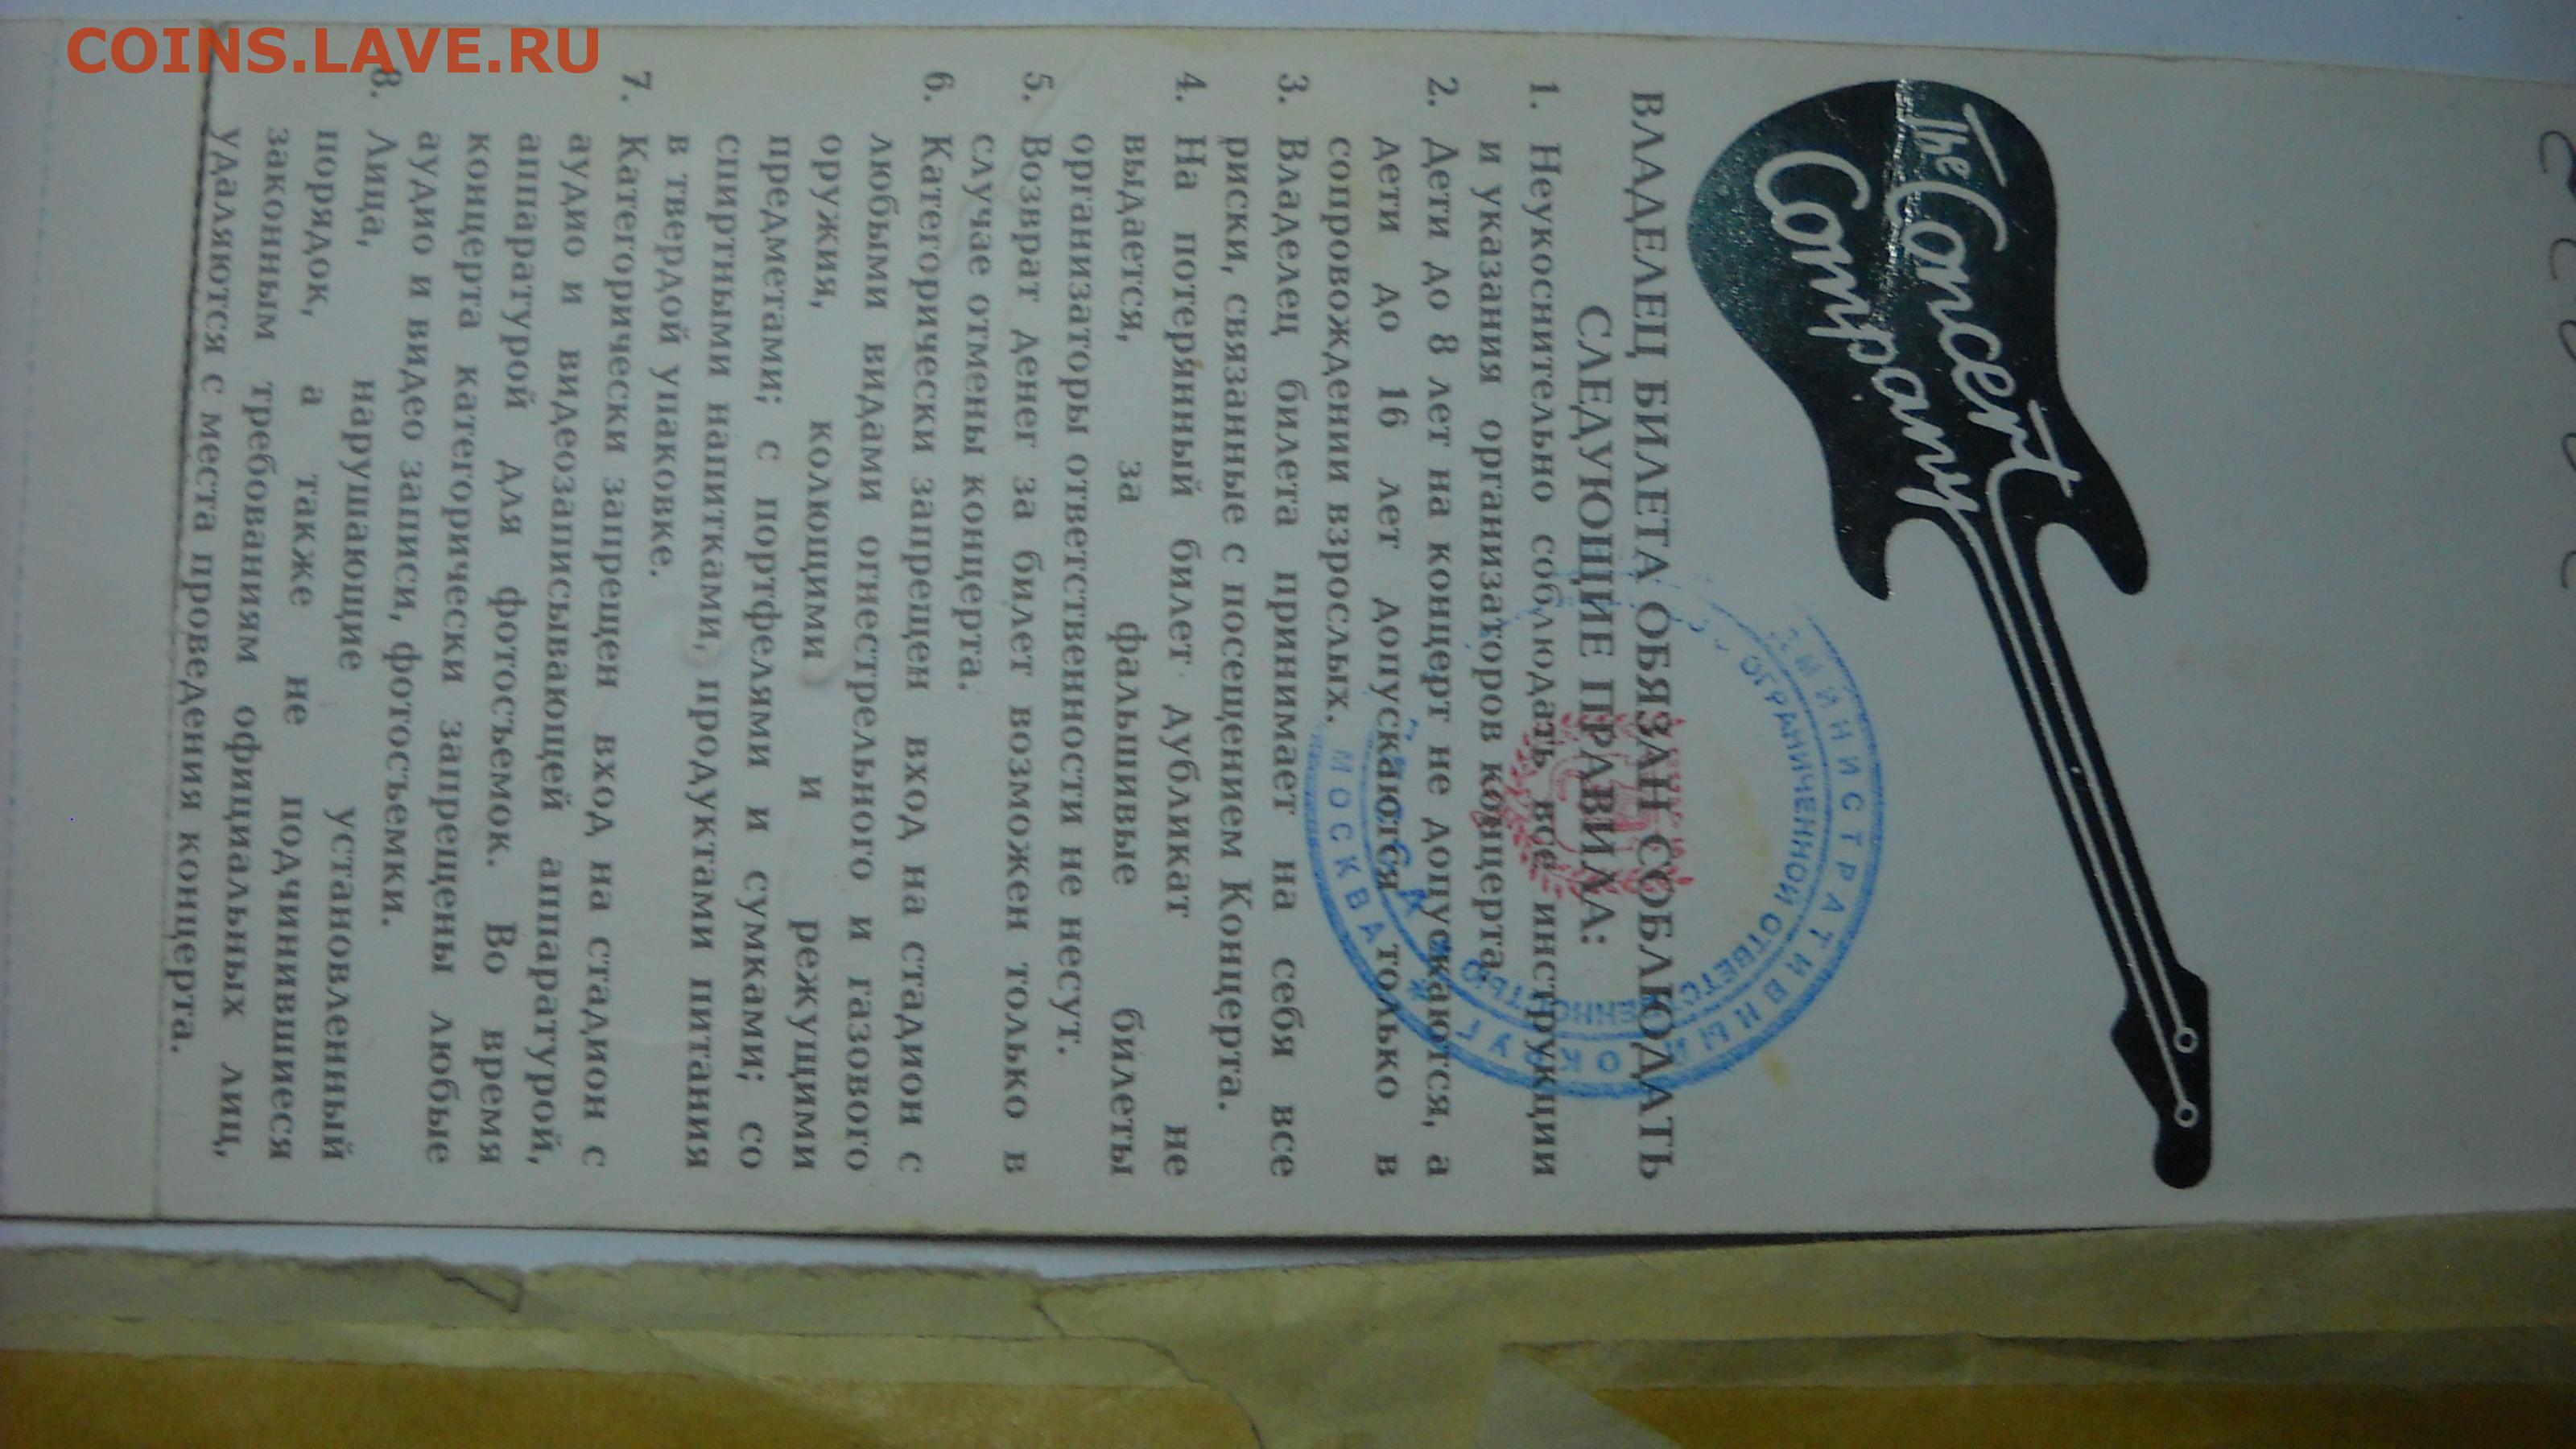 COINS.LAVE.RU
The Concert
Company
ВЛАДЕЛЕЦ БИЛЕТА ОБЯЗАН СОБЛЮДАТЬ
СЛЕДУЮЩИЕ ПРАВИЛА:
1. Неукоснительно соблюдать все инструкции
и указания организаторов концерта.
2. Дети до 8 лет на концерт не допускаются, а
дети до 16 лет допускаются только в
сопровождении взрослых.
3. Владелец билета принимает на себя все
риски, связанные с посещением Концерта.
4. На потерянный билет дубликат не
выдается, за фальшивые билеты
организаторы ответственности не несут.
5. Возврат денег за билет возможен только в
случае отмены концерта.
6. Категорически запрещен вход на стадион с
любыми видами огнестрельного и газового
оружия, колющими и режущими
предметами; с портфелями и сумками; со
спиртными напитками, продуктами питания
в твердой упаковке.
7. Категорически запрещен вход на стадион с
аудио и видеозаписывающей аппаратурой,
аппаратурой для фотосъемок. Во время
концерта категорически запрещены любые
аудио и видео записи, фотосъемки.
8. Лица, нарушающие установленный
порядок, а также не подчинившиеся
законным требованиям официальных лиц,
удаляются с места проведения концерта.
МИНИСТРАТИВНЫЙ ОКРУГ *
ОГРАНИЧЕННОЙ ОТВЕТСТВЕННОСТЬЮ
МОСКВА